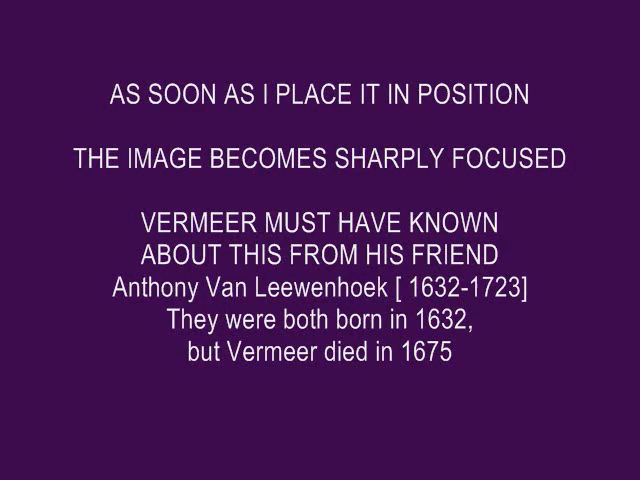 AS SOON AS I PLACE IT IN POSITION
THE IMAGE BECOMES SHARPLY FOCUSED
VERMEER MUST HAVE KNOWN
ABOUT THIS FROM HIS FRIEND
Anthony Van Leewenhoek [ 1632-1723]
They were both born in 1632,
but Vermeer died in 1675